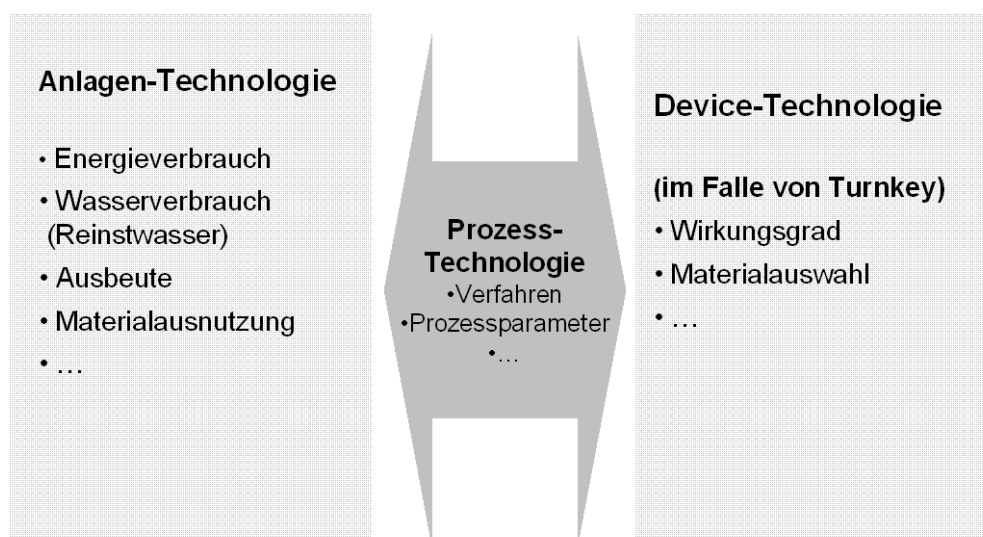 Anlagen-Technologie
• Energieverbrauch
• Wasserverbrauch
(Reinstwasser)
• Ausbeute
• Materialausnutzung
• …
Prozess-
Technologie
•Verfahren
•Prozessparameter
•…
Device-Technologie
(im Falle von Turnkey)
• Wirkungsgrad
• Materialauswahl
• …